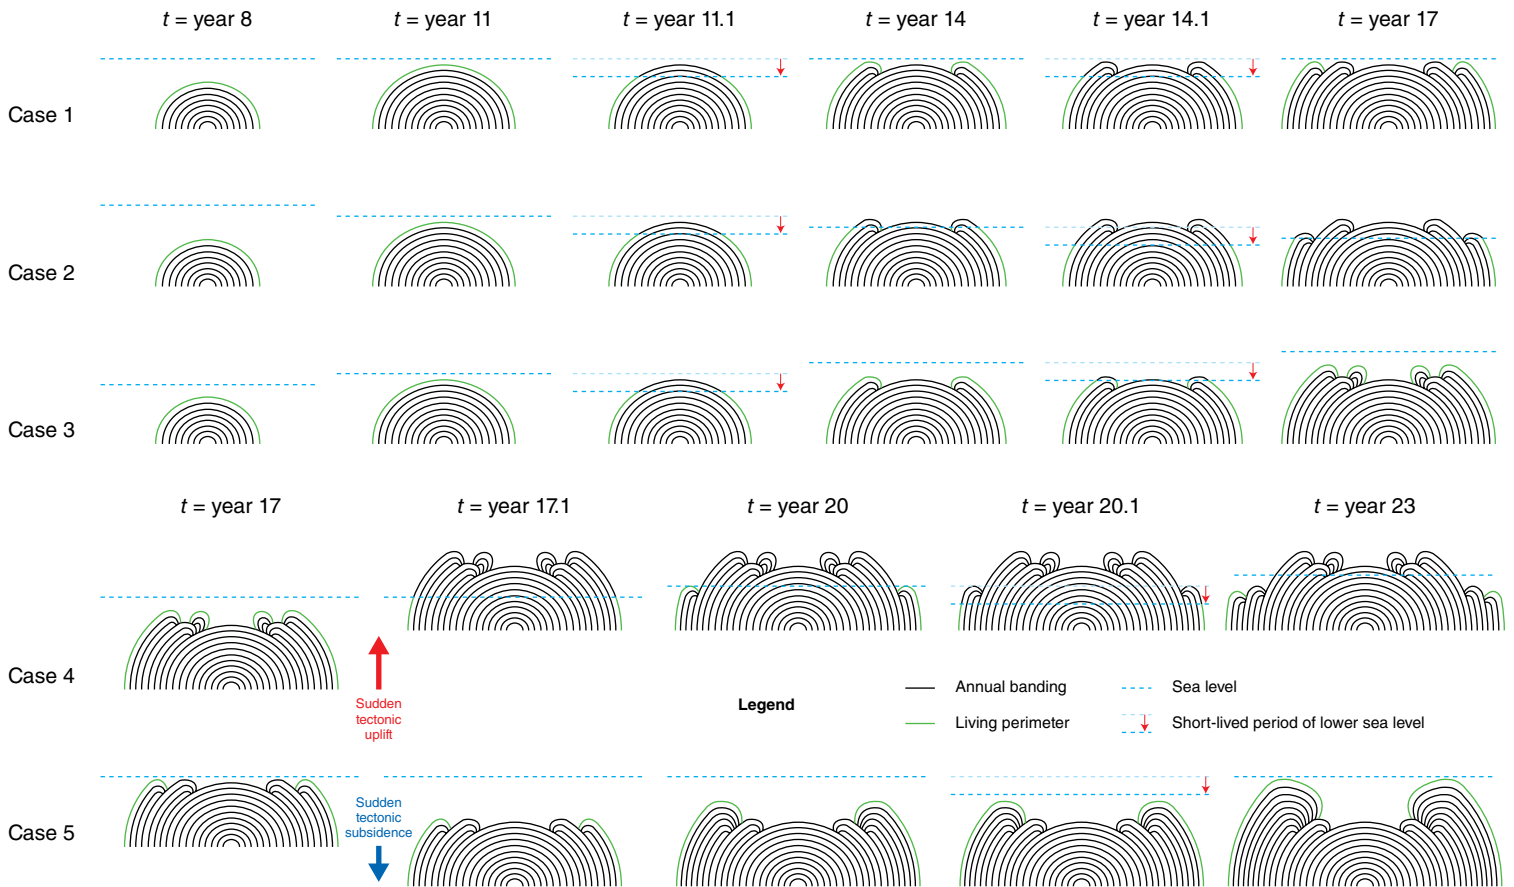 t = year 8
t = year 11
t = year 11.1
t = year 14
t = year 14.1
t = year 17
Case 1
Case 2
Case 3
t = year 17
t = year 17.1
t = year 20
t = year 20.1
t = year 23
Case 4
Sudden
tectonic
uplift
Legend
Annual banding
Sea level
Living perimeter
Short-lived period of lower sea level
Case 5
Sudden
tectonic
subsidence